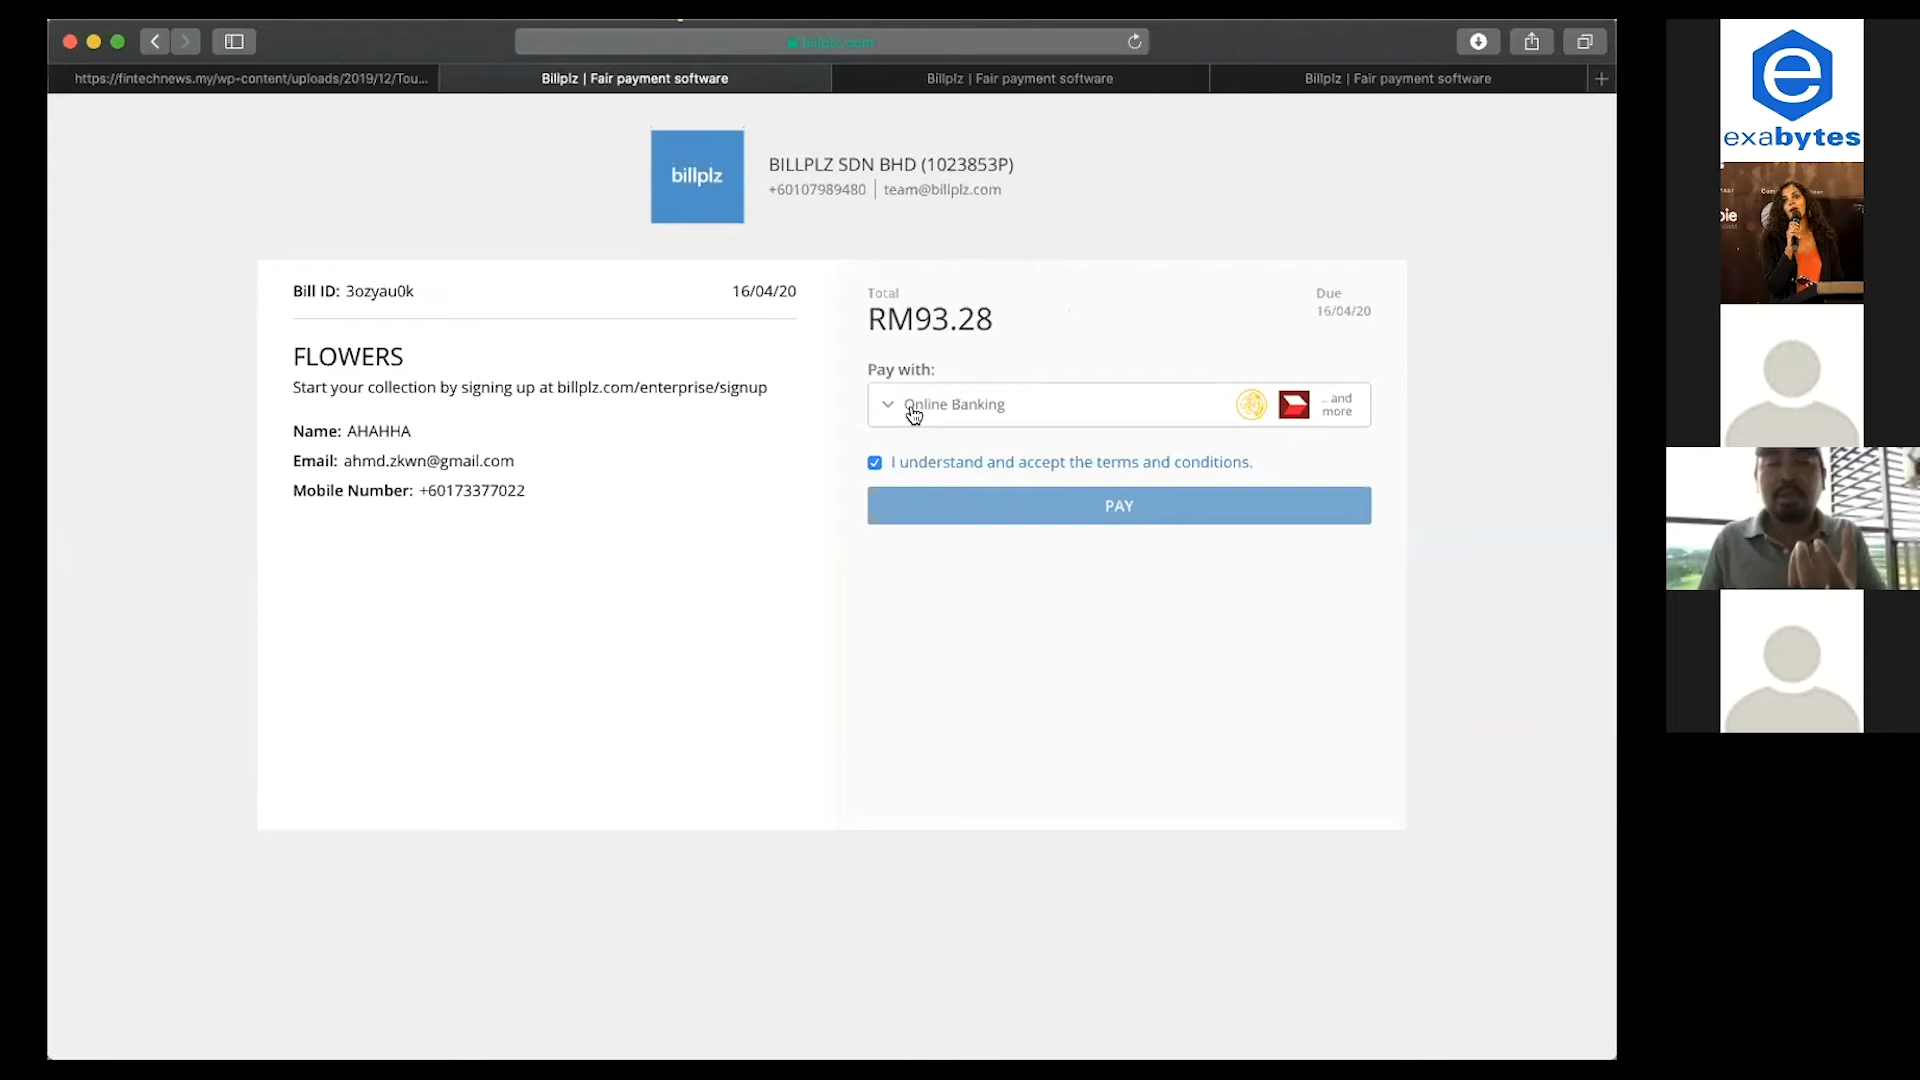 billplz.com
https://fintechnews.my/wp-content/uploads/2019/12/Tou...
Billplz | Fair payment software
Billplz | Fair payment software
Billplz | Fair payment software
billplz
BILLPLZ SDN BHD (1023853P)
+60107989480 | team@billplz.com
Bill ID: 3ozyau0k
16/04/20
FLOWERS
Start your collection by signing up at billplz.com/enterprise/signup
Name: AHAHHA
Email: ahmd.zkwn@gmail.com
Mobile Number: +60173377022
Total
RM93.28
Due
16/04/20
Pay with:
Online Banking
.. and
more
I understand and accept the terms and conditions.
PAY
e
exabytes